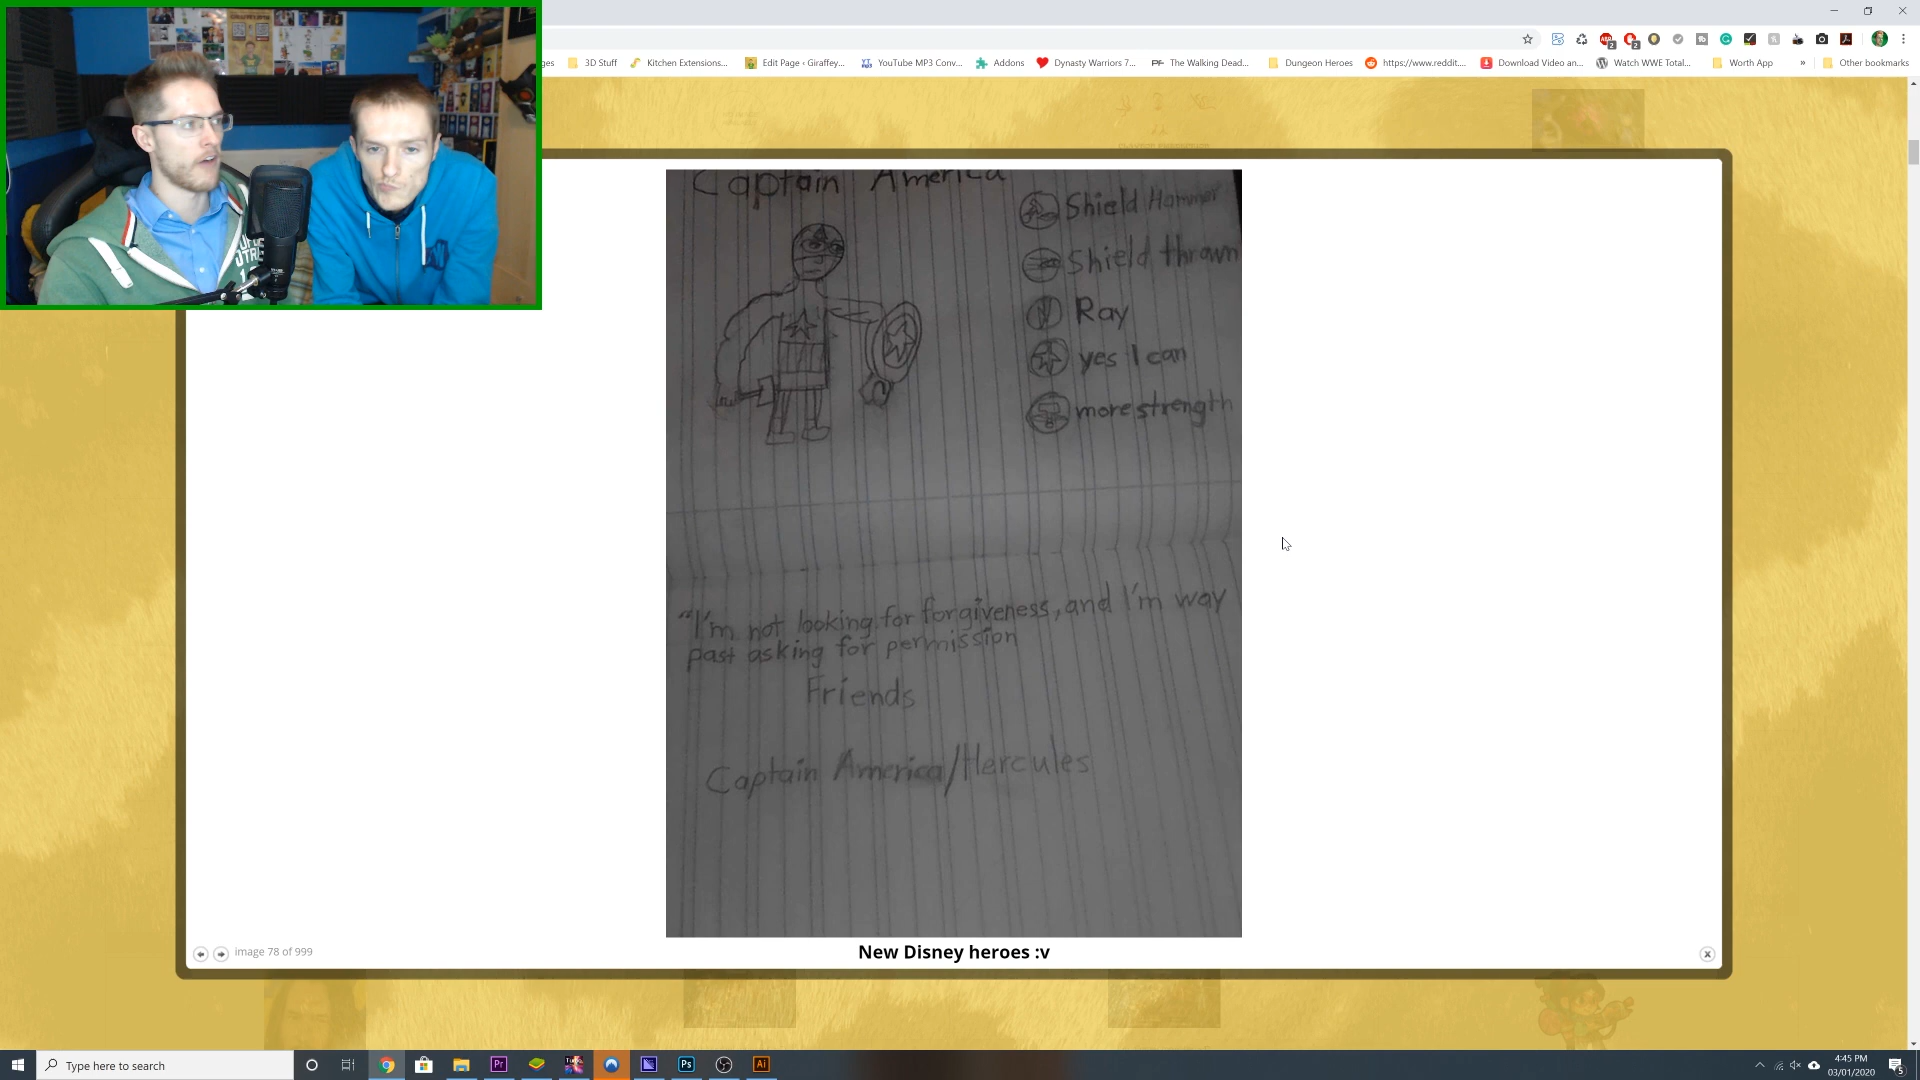 ges
3D Stuff
Kitchen Extensions...
Edit Page ‹ Giraffey...
YouTube MP3 Conv...
Addons
Dynasty Warriors 7...
The Walking Dead...
Dungeon Heroes
https://www.reddit....
Download Video an...
Watch WWE Total...
Worth App
»
Other bookmarks
Captain America
Shield Hammer
Shield thrown
Ray
yes I can
more strength
"I'm not looking for forgiveness, and I'm way
past asking for permission
Friends
Captain America/Hercules
image 78 of 999
New Disney heroes :v
Type here to search
4:45 PM
03/01/2020